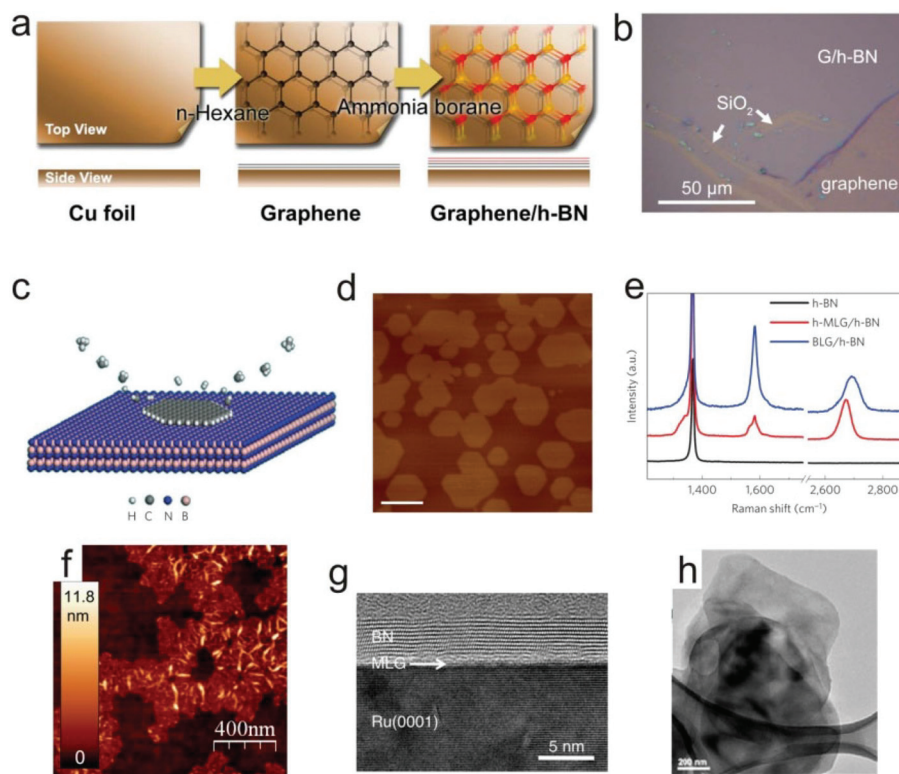 a
Top View
n-Hexane
Ammonia borane
Side View
Cu foil
Graphene
Graphene/h-BN
b
G/h-BN
SiO₂
50 µm
graphene
c
H C N B
d
e
Intensity (a.u.)
h-BN
h-MLG/h-BN
BLG/h-BN
1,400 1,600 2,600 2,800
Raman shift (cm⁻¹)
f
11.8
nm
0
400nm
g
BN
MLG
Ru(0001)
5 nm
h
200 nm